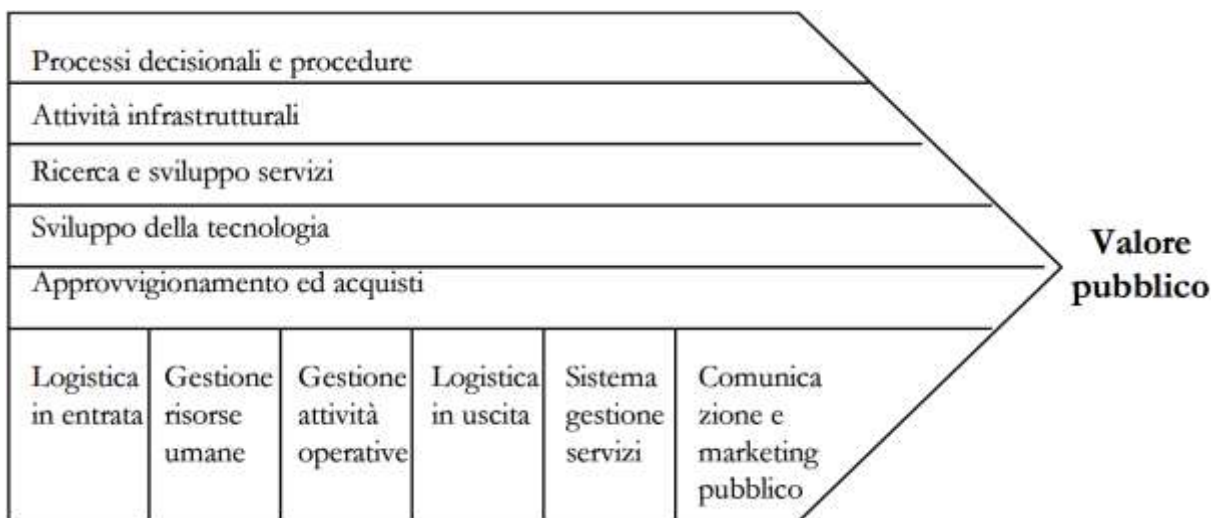 Processi decisionali e procedure
Attività infrastrutturali
Ricerca e sviluppo servizi
Sviluppo della tecnologia
Approvvigionamento ed acquisti
Valore
pubblico
Logistica
in entrata
Gestione
risorse
umane
Gestione
attività
operative
Logistica
in uscita
Sistema
gestione
servizi
Comunica
zione e
marketing
pubblico